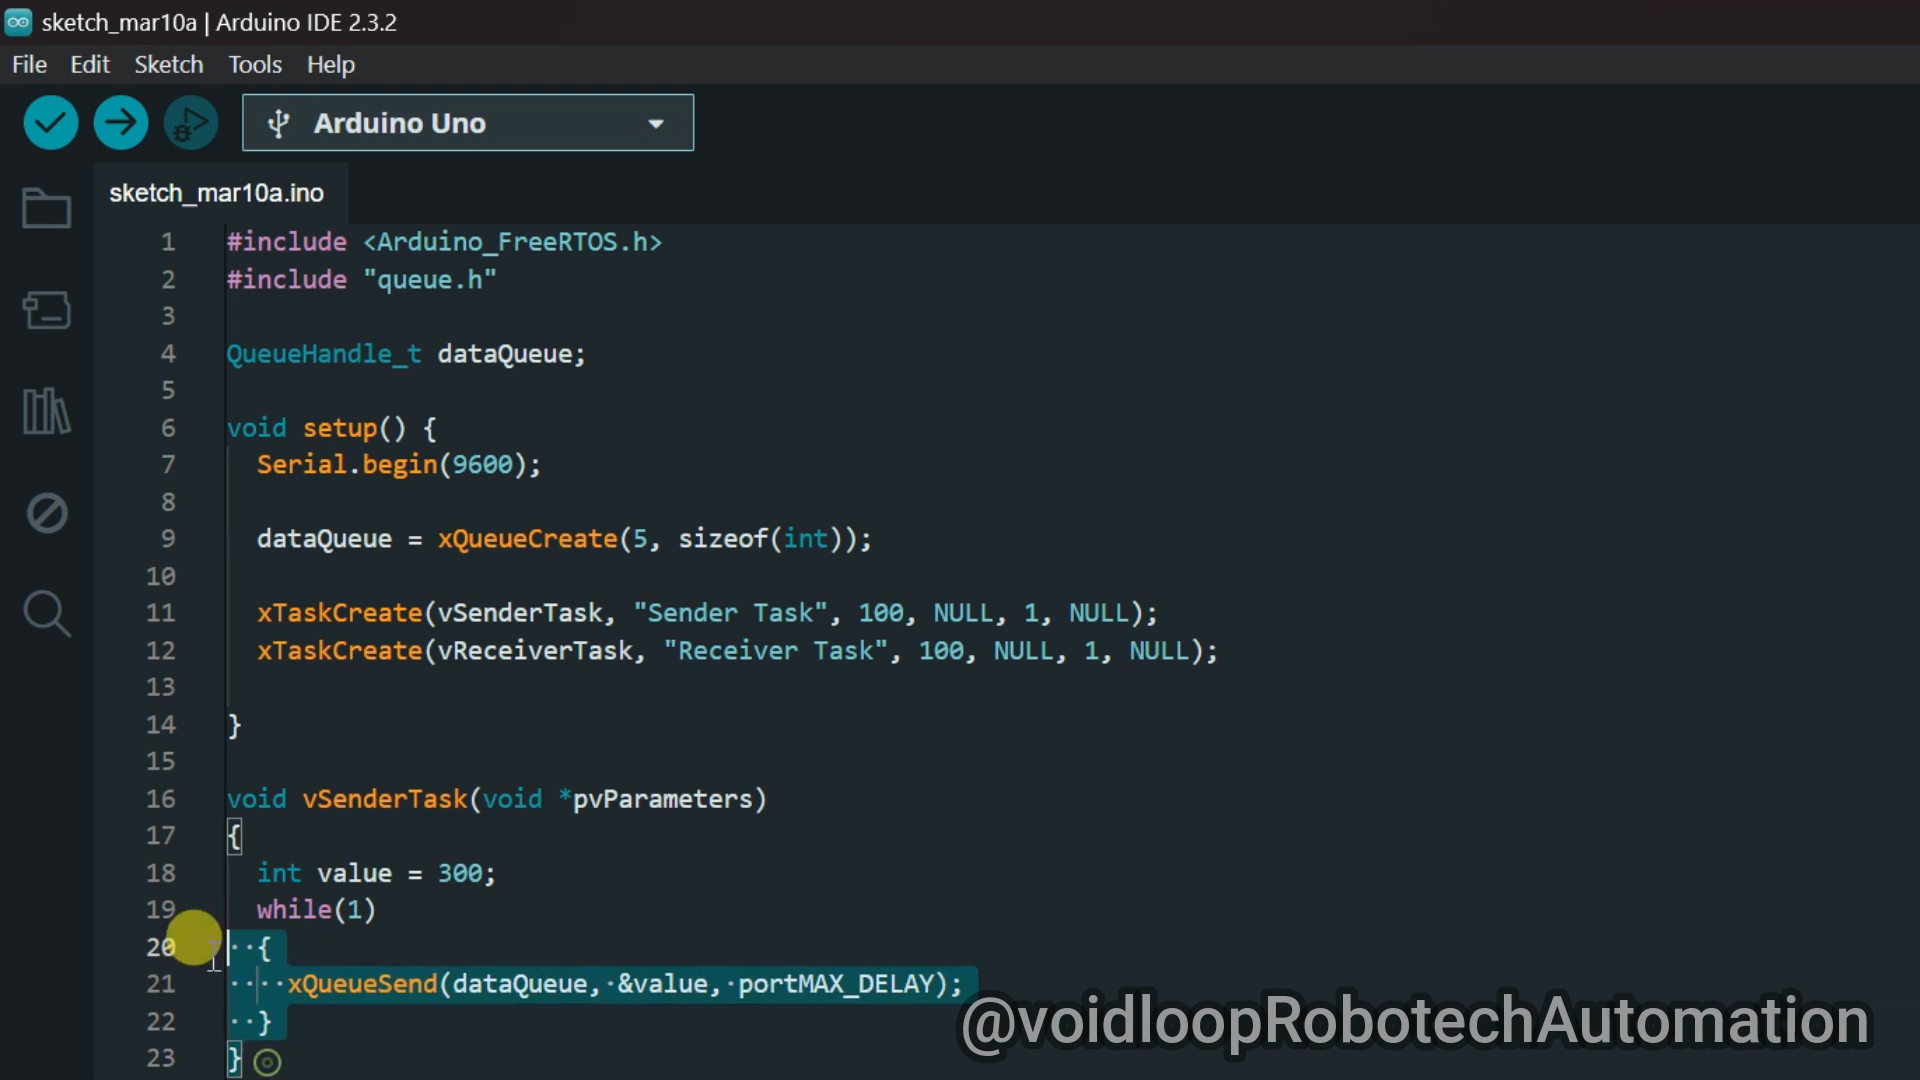 sketch_mar10a | Arduino IDE 2.3.2
File Edit Sketch Tools Help
Arduino Uno
sketch_mar10a.ino
1 #include <Arduino_FreeRTOS.h>
2 #include "queue.h"
3
4 QueueHandle_t dataQueue;
5
6 void setup() {
7 Serial.begin(9600);
8
9 dataQueue = xQueueCreate(5, sizeof(int));
10
11 xTaskCreate(vSenderTask, "Sender Task", 100, NULL, 1, NULL);
12 xTaskCreate(vReceiverTask, "Receiver Task", 100, NULL, 1, NULL);
13
14 }
15
16 void vSenderTask(void *pvParameters)
17 {
18 int value = 300;
19 while(1)
20 {
21 xQueueSend(dataQueue, &value, portMAX_DELAY);
22 }
23 }
@voidloopRobotechAutomation